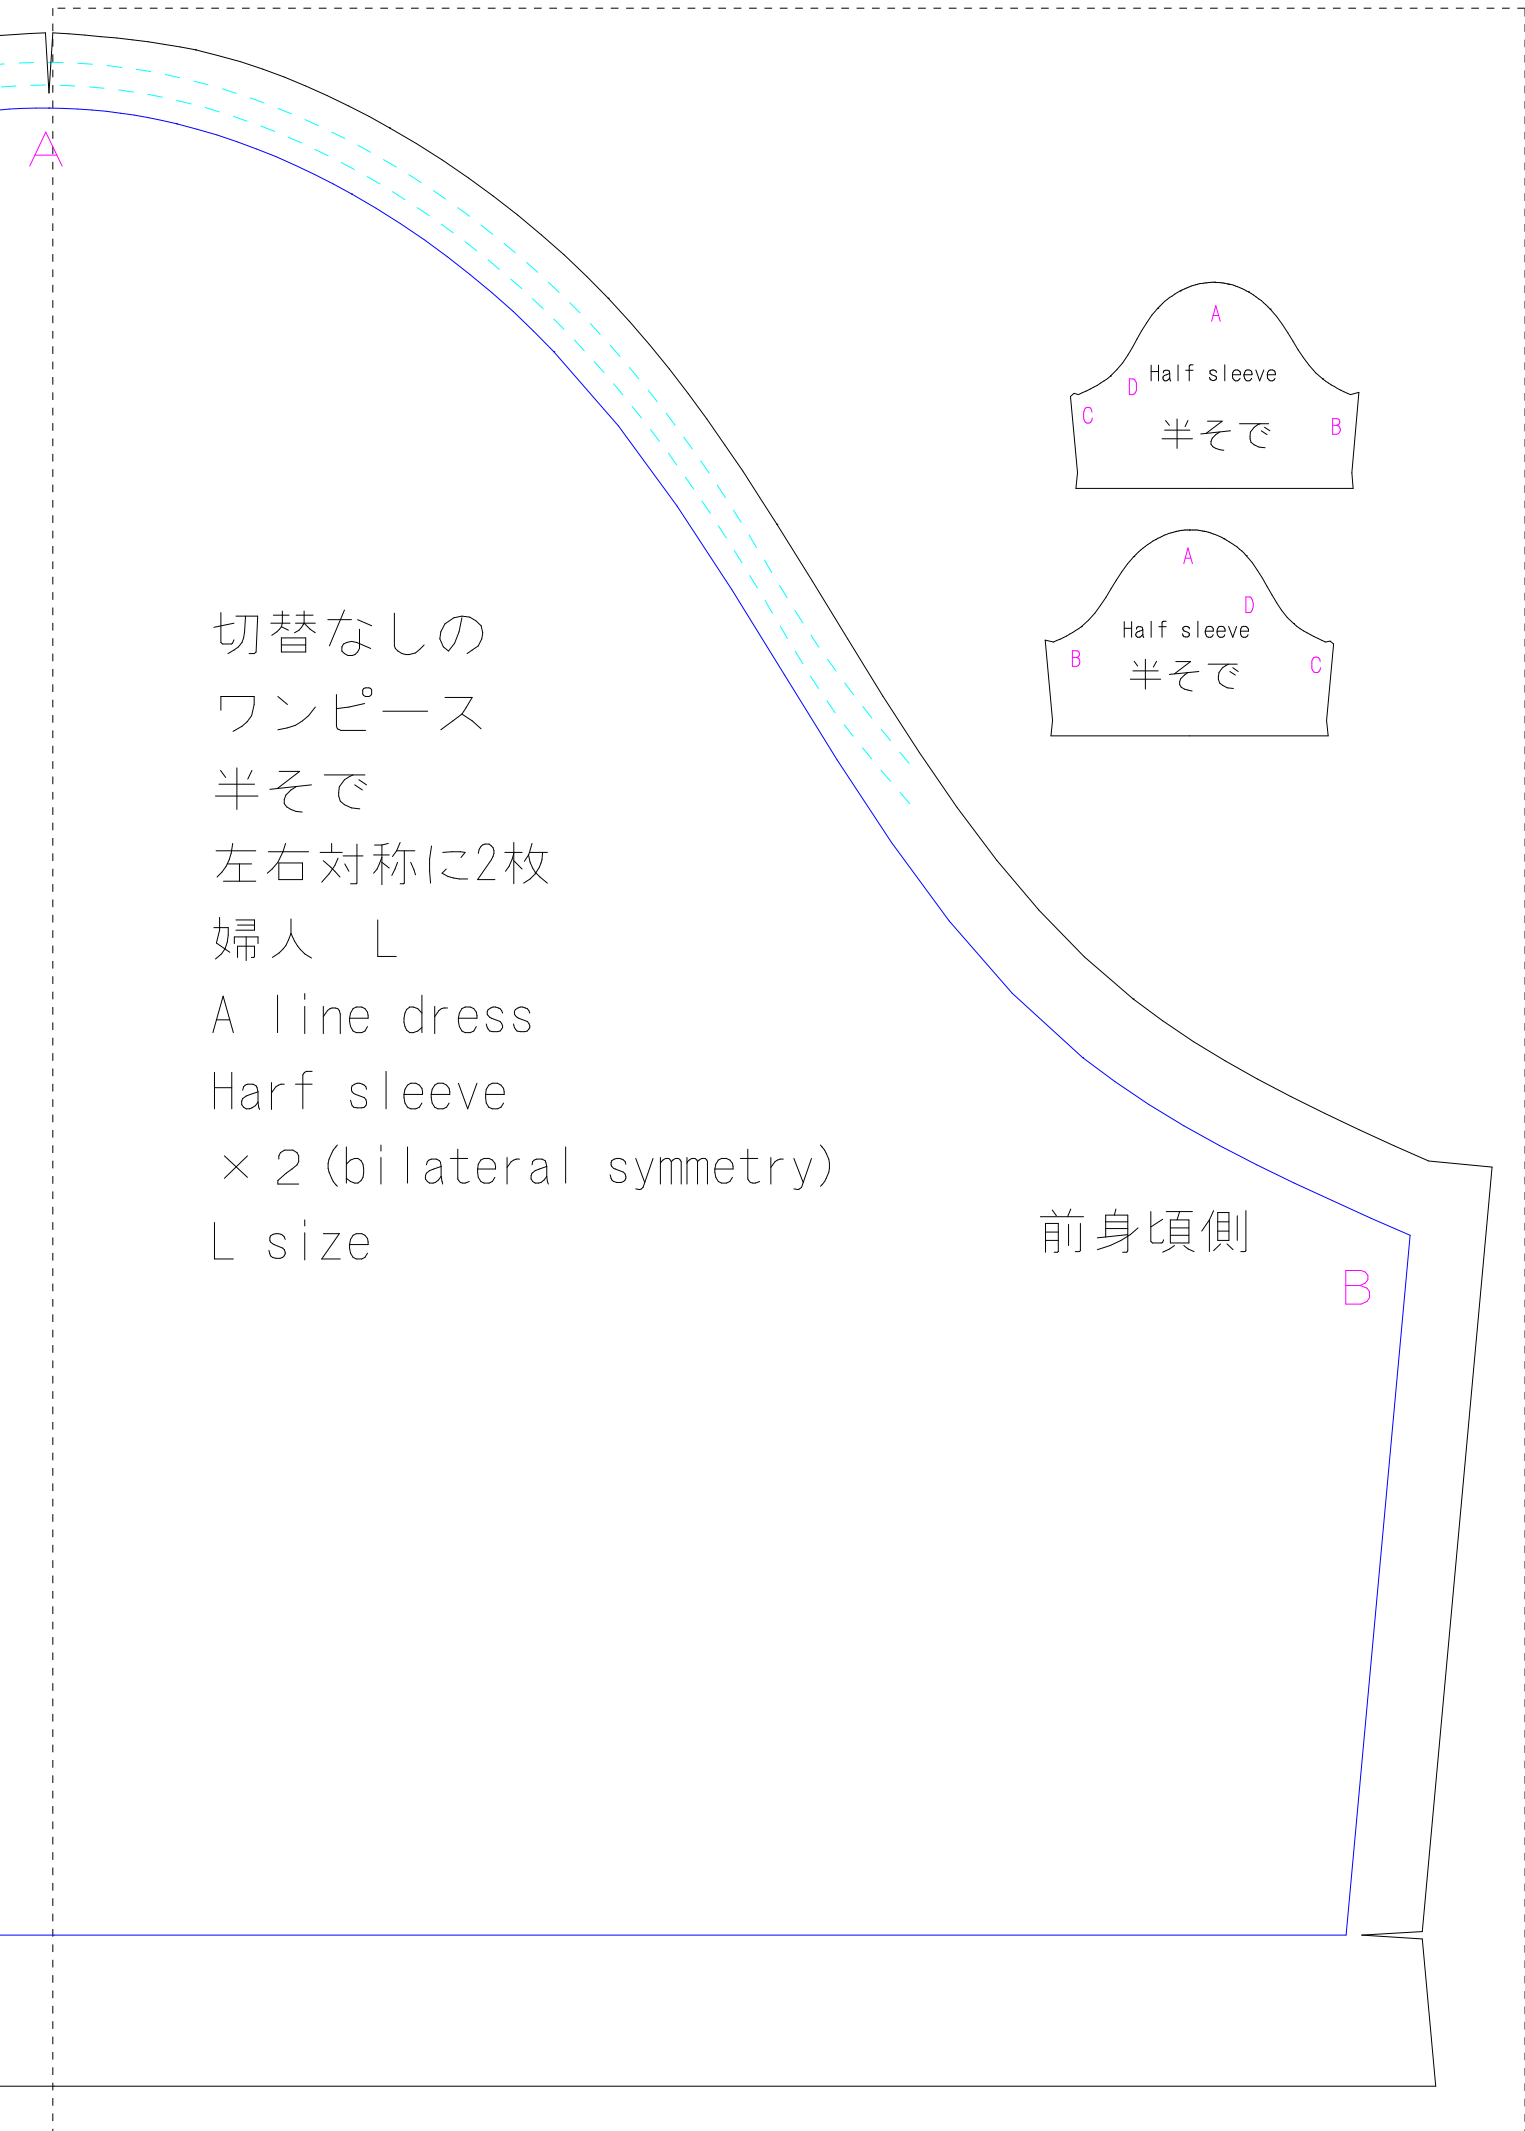 A
A
Half sleeve
D
C
半そで
B
A
D
Half sleeve
B
半そで
C
切替なしの
ワンピース
半そで
左右対称に2枚
婦人　L
A line dress
Harf sleeve
×２(bilateral symmetry)
L size
前身頃側
B